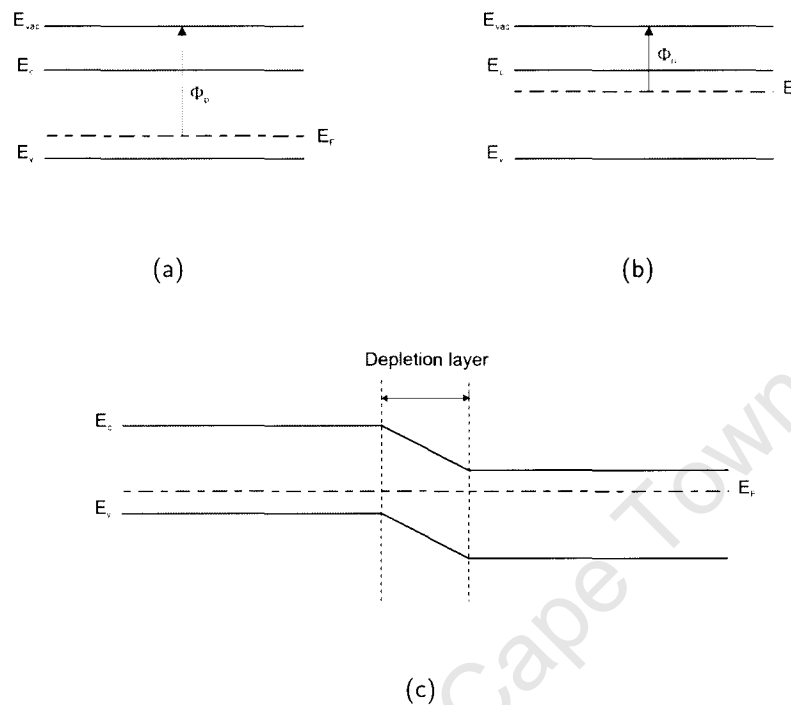 E_vac
E_c
Φ_p
E_F
E_v
(a)
E_vac
E_c
Φ_n
E
E_v
(b)
Depletion layer
E_c
E_F
E_v
(c)
Cape Town